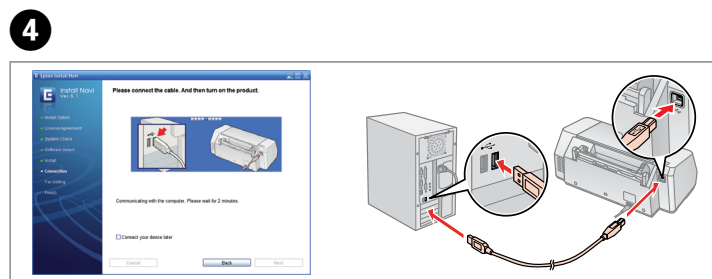 4
Epson Install Navi
Install Navi
Ver. 6.1
Please connect the cable. And then turn on the product.
Install Option
License Agreement
System Check
Software Select
Install
Connection
Fax Setting
Finish
Communicating with the computer. Please wait for 2 minutes.
Connect your device later
Cancel
Back
Next